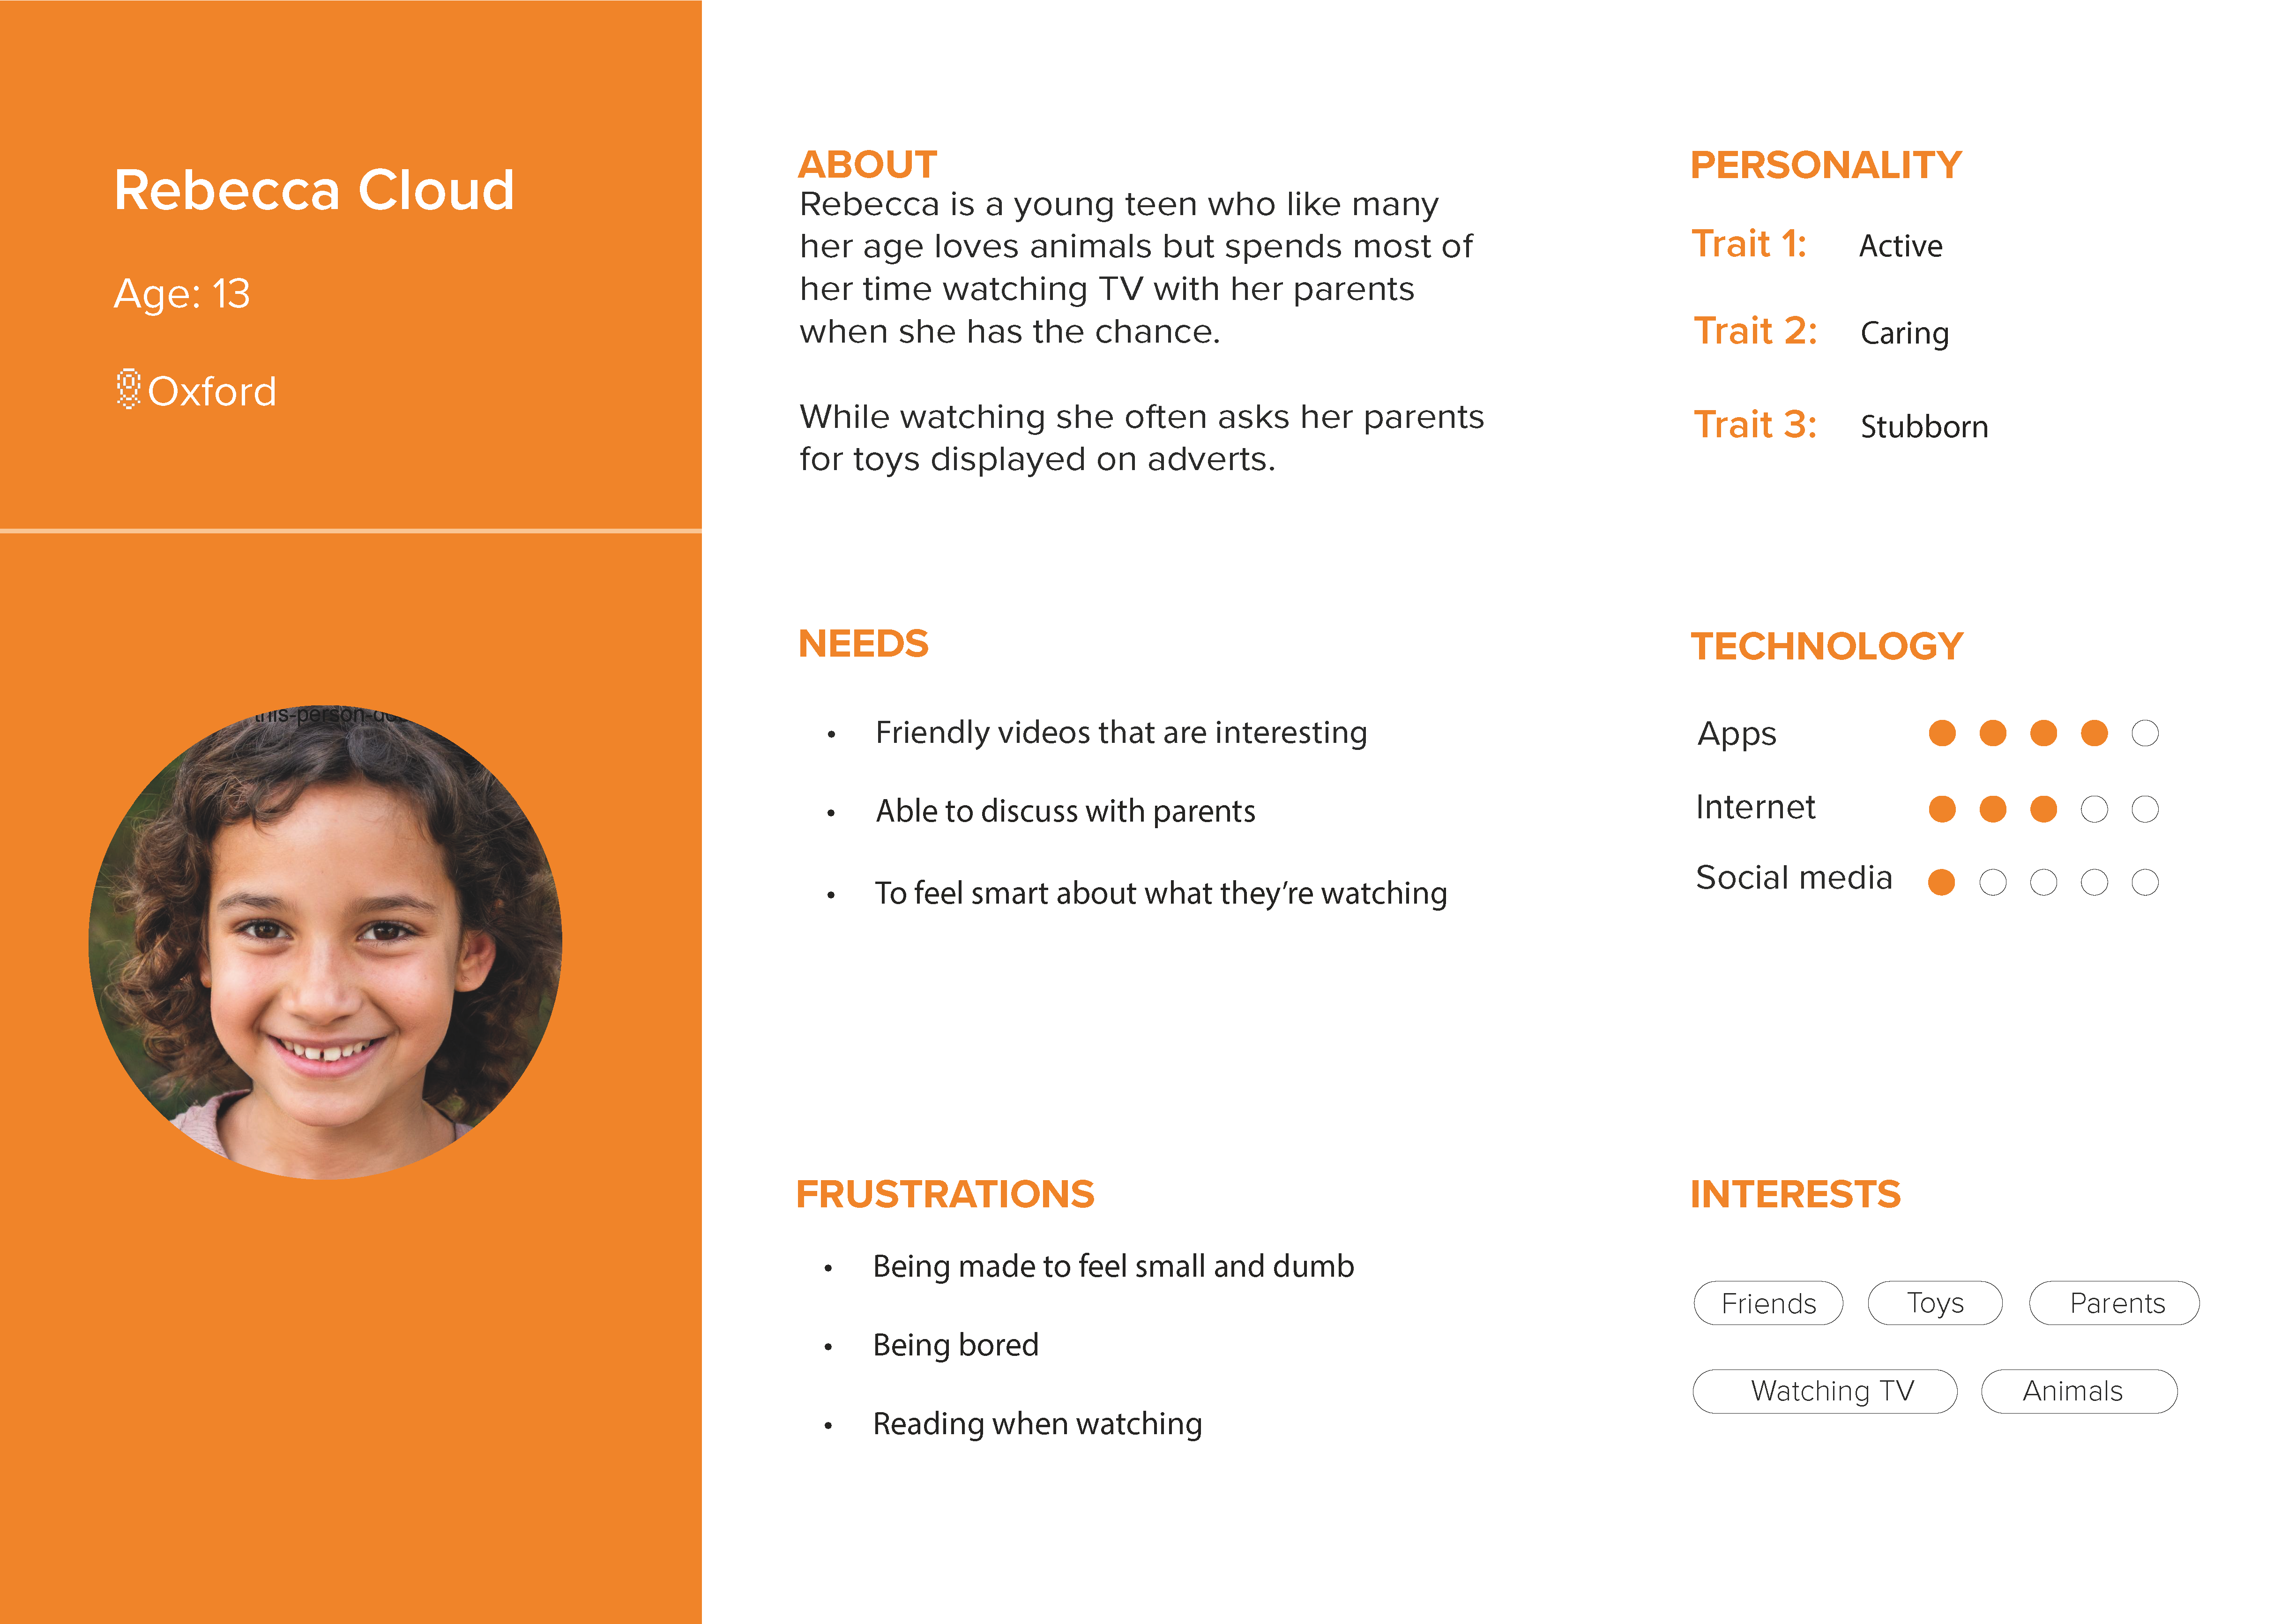 Rebecca Cloud
Age: 13
Oxford
ABOUT
Rebecca is a young teen who like many
her age loves animals but spends most of
her time watching TV with her parents
when she has the chance.
While watching she often asks her parents
for toys displayed on adverts.
PERSONALITY
Trait 1: Active
Trait 2: Caring
Trait 3: Stubborn
NEEDS
• Friendly videos that are interesting
• Able to discuss with parents
• To feel smart about what they’re watching
TECHNOLOGY
Apps
Internet
Social media
FRUSTRATIONS
• Being made to feel small and dumb
• Being bored
• Reading when watching
INTERESTS
Friends Toys Parents
Watching TV Animals
this-person-